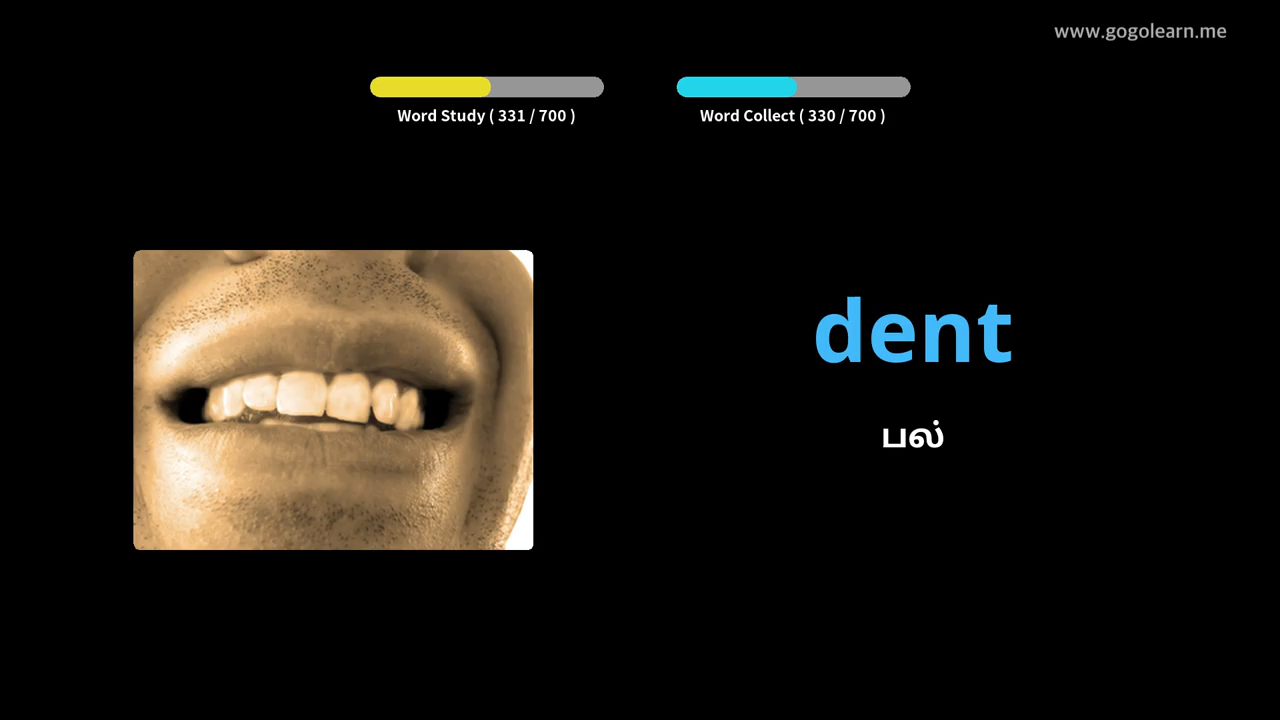 www.gogolearn.me
Word Study ( 331 / 700 )
Word Collect ( 330 / 700 )
dent
பல்